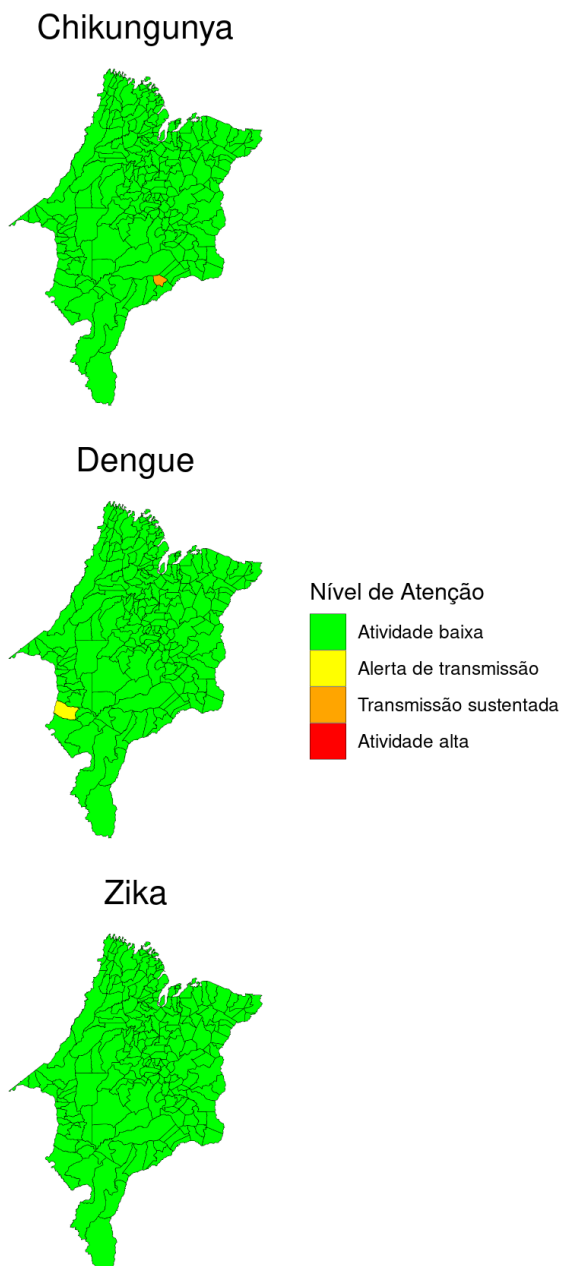 Chikungunya
Dengue
Nível de Atenção
Atividade baixa
Alerta de transmissão
Transmissão sustentada
Atividade alta
Zika